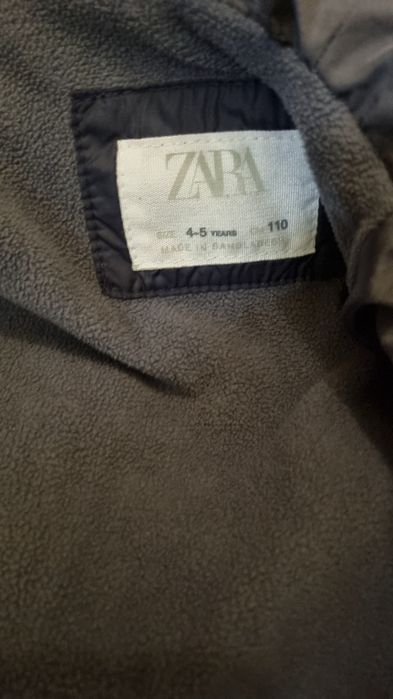 ZARA
SIZE 4-5 YEARS CM 110
MADE IN BANGLADESH